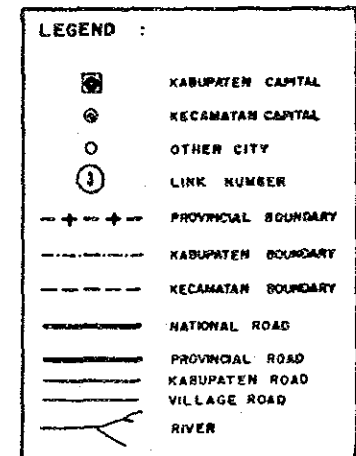 LEGEND :
KABUPATEN CAPITAL
KECAMATAN CAPITAL
OTHER CITY
3 LINK NUMBER
PROVINCIAL BOUNDARY
KABUPATEN BOUNDARY
KECAMATAN BOUNDARY
NATIONAL ROAD
PROVINCIAL ROAD
KABUPATEN ROAD
VILLAGE ROAD
RIVER